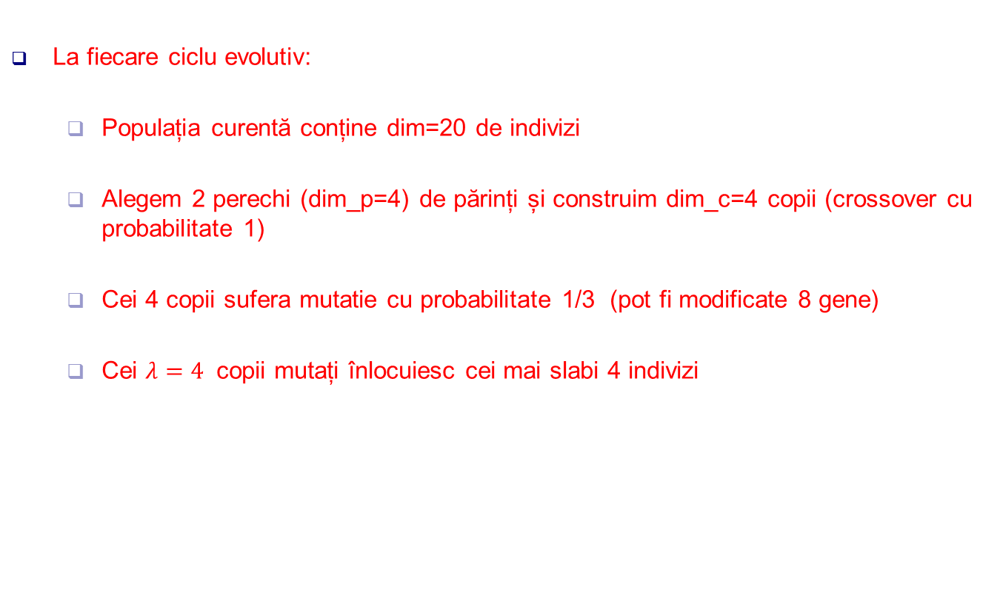 La fiecare ciclu evolutiv:
Populația curentă conține dim=20 de indivizi
Alegem 2 perechi (dim_p=4) de părinți și construim dim_c=4 copii (crossover cu
probabilitate 1)
Cei 4 copii sufera mutatie cu probabilitate 1/3 (pot fi modificate 8 gene)
Cei 𝜆 = 4 copii mutați înlocuiesc cei mai slabi 4 indivizi